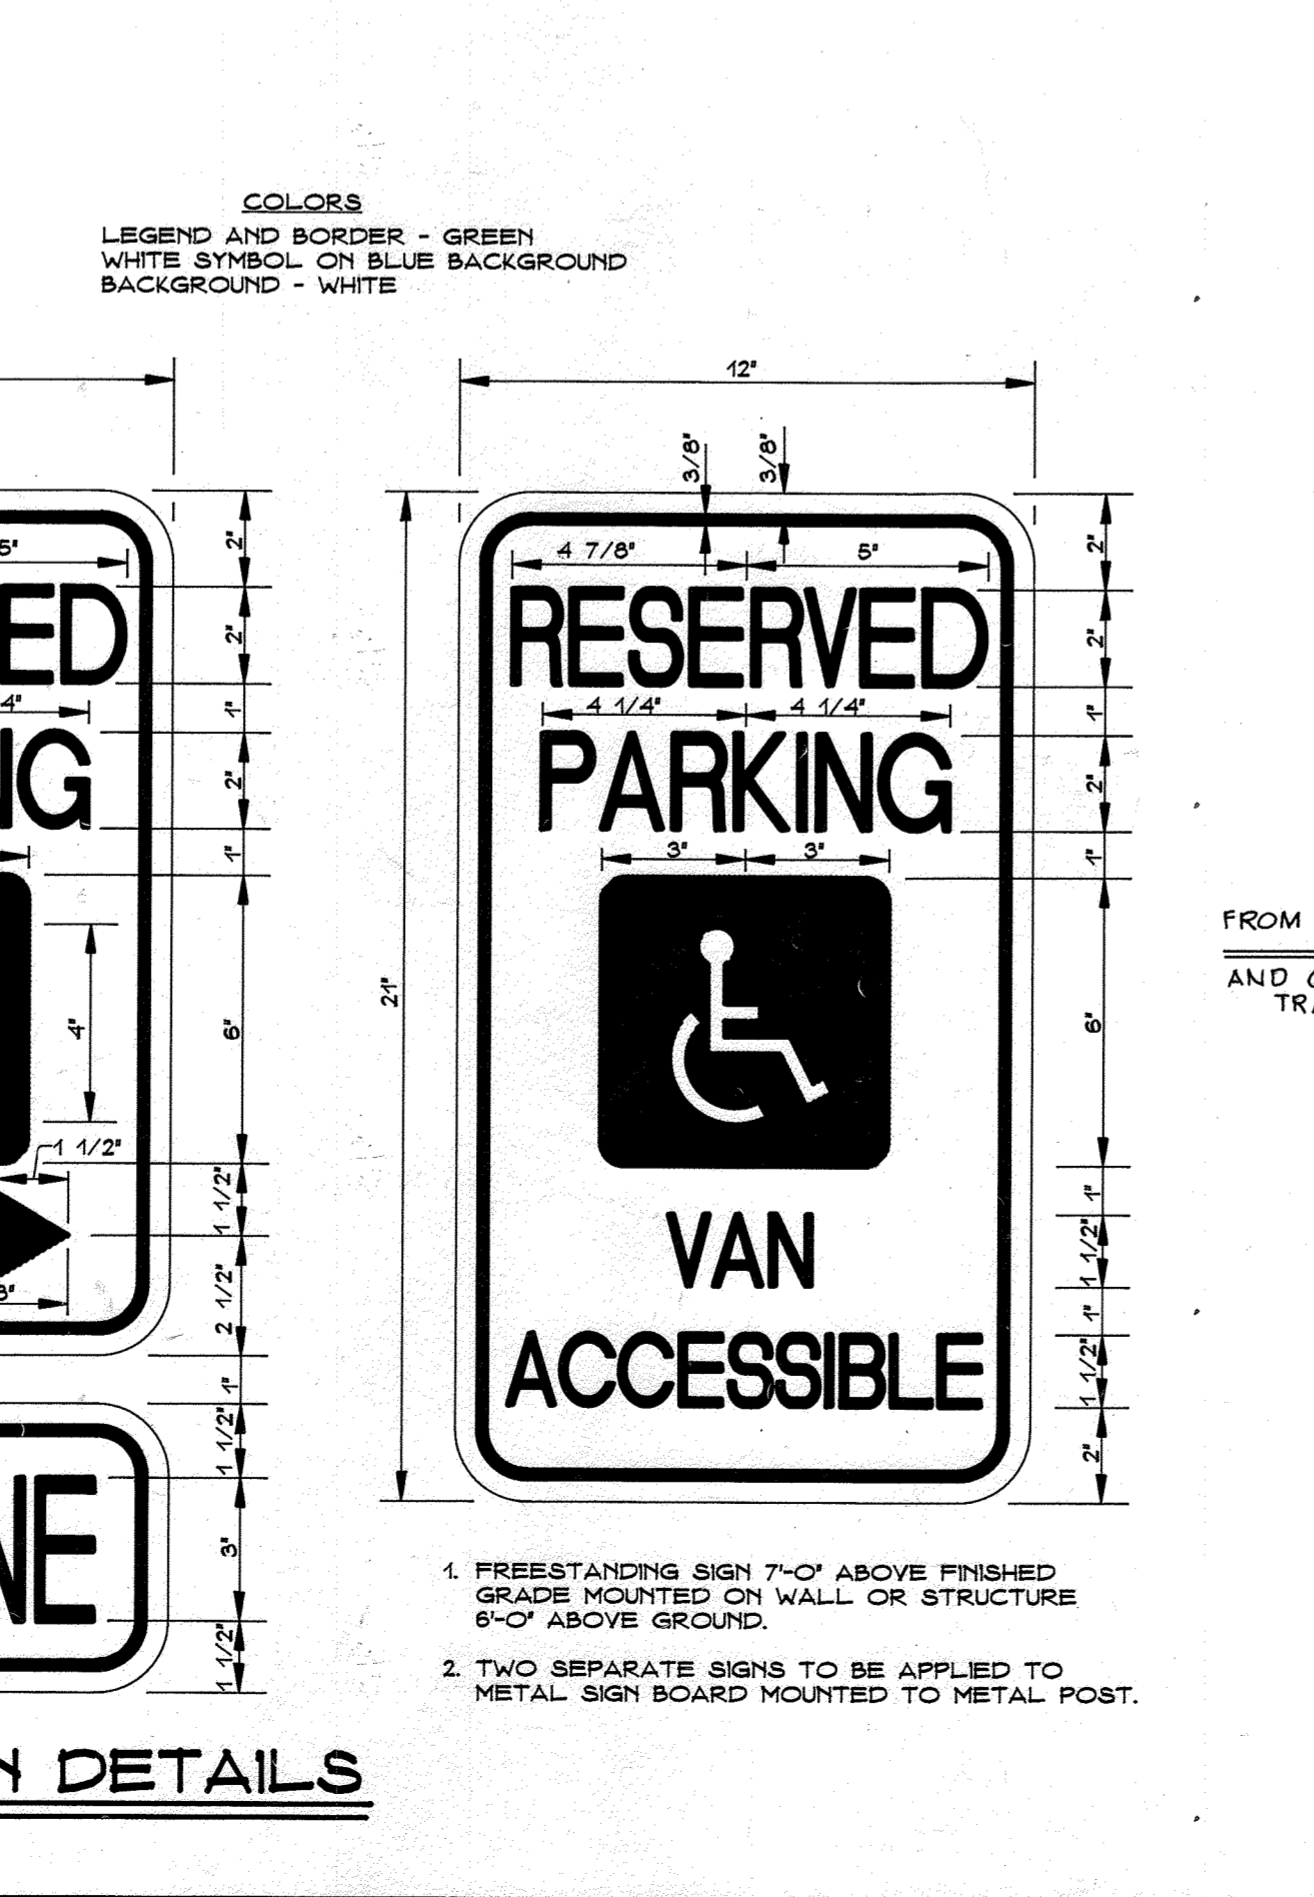 COLORS
LEGEND AND BORDER - GREEN
WHITE SYMBOL ON BLUE BACKGROUND
BACKGROUND - WHITE
12"
3/8"
3/8"
5"
4 7/8"
5"
2"
2"
ED
RESERVED
2"
2"
4"
4 1/4"
4 1/4"
1"
1"
NG
PARKING
2"
2"
3"
3"
1"
1"
4"
6"
21"
6"
FROM
AND
1 1/2"
1 1/2"
2 1/2"
VAN
1"
1 1/2"
1"
ACCESSIBLE
1 1/2"
2"
1"
1 1/2"
NE
3"
1 1/2"
1. FREESTANDING SIGN 7'-0" ABOVE FINISHED
GRADE MOUNTED ON WALL OR STRUCTURE
6'-0" ABOVE GROUND.
2. TWO SEPARATE SIGNS TO BE APPLIED TO
METAL SIGN BOARD MOUNTED TO METAL POST.
DETAILS